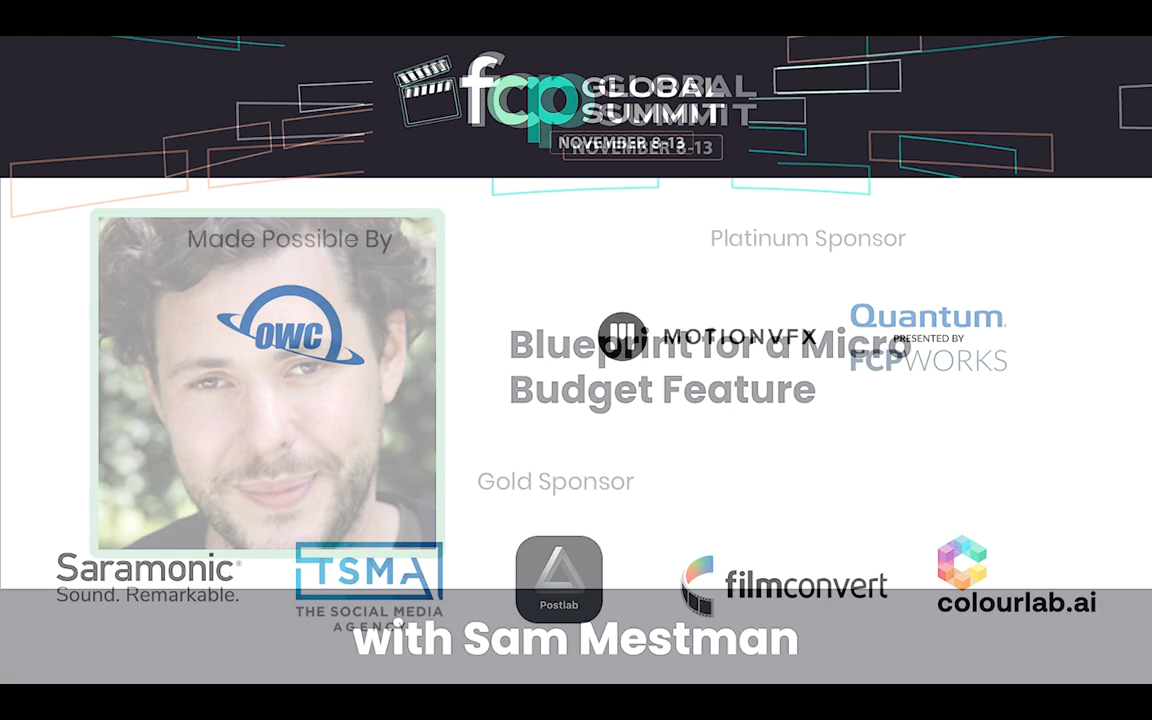 fcp GLOBAL
SUMMIT
NOVEMBER 8-13
Made Possible By
Platinum Sponsor
OWC
MOTIONVFX
Quantum
PRESENTED BY
FCPWORKS
Blueprint for a Micro
Budget Feature
Gold Sponsor
Saramonic®
Sound. Remarkable.
TSMA
THE SOCIAL MEDIA
AGENCY
Postlab
filmconvert
colourlab.ai
with Sam Mestman